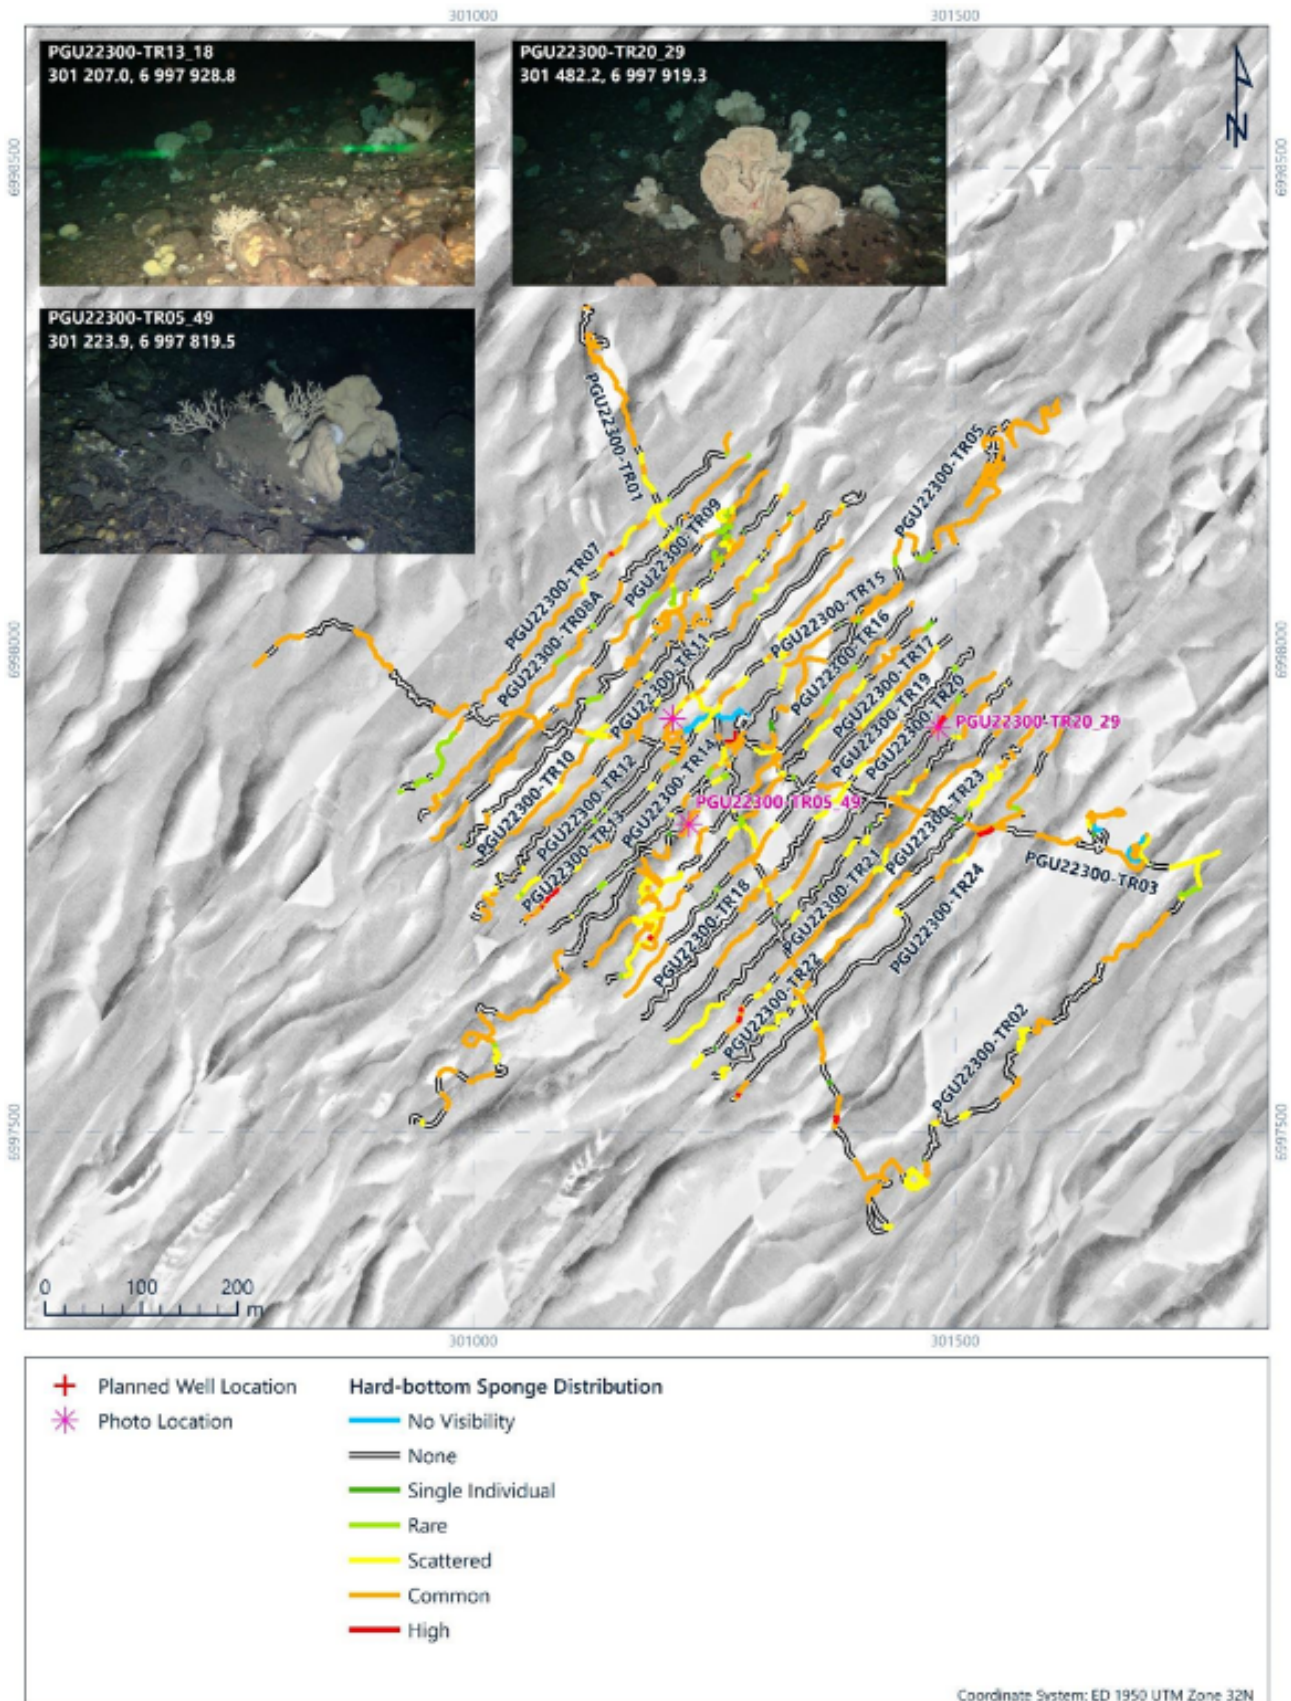 301000
301500
PGU22300-TR13_18
301 207.0, 6 997 928.8
PGU22300-TR20_29
301 482.2, 6 997 919.3
N
6998500
6998500
PGU22300-TR05_49
301 223.9, 6 997 819.5
PGU22300-TR01
PGU22300-TR05
PGU22300-TR09
PGU22300-TR07
PGU22300-TR08A
PGU22300-TR15
PGU22300-TR16
PGU22300-TR11
PGU22300-TR17
PGU22300-TR19
PGU22300-TR20
6998000
6998000
PGU22300-TR20_29
PGU22300-TR10
PGU22300-TR12
PGU22300-TR14
PGU22300-TR13
PGU22300-TR05_49
PGU22300-TR23
PGU22300-TR03
PGU22300-TR21
PGU22300-TR18
PGU22300-TR24
PGU22300-TR22
PGU22300-TR02
6997500
6997500
0 100 200
m
301000
301500
Planned Well Location
Photo Location
Hard-bottom Sponge Distribution
No Visibility
None
Single Individual
Rare
Scattered
Common
High
Coordinate System: ED 1950 UTM Zone 32N